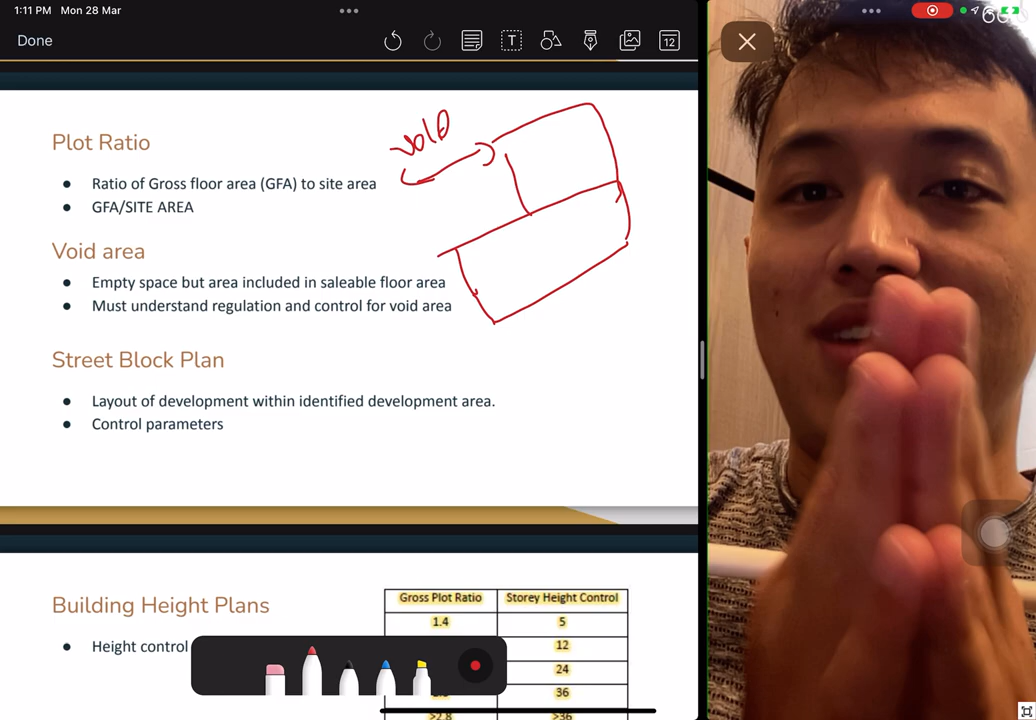 1:11 PM Mon 28 Mar
Done
T
12
Plot Ratio
Ratio of Gross floor area (GFA) to site area
GFA/SITE AREA
Void area
Empty space but area included in saleable floor area
Must understand regulation and control for void area
void
Street Block Plan
Layout of development within identified development area.
Control parameters
Building Height Plans
Height control
Gross Plot Ratio Storey Height Control
1.4 5
12
24
36
>2.8 >36